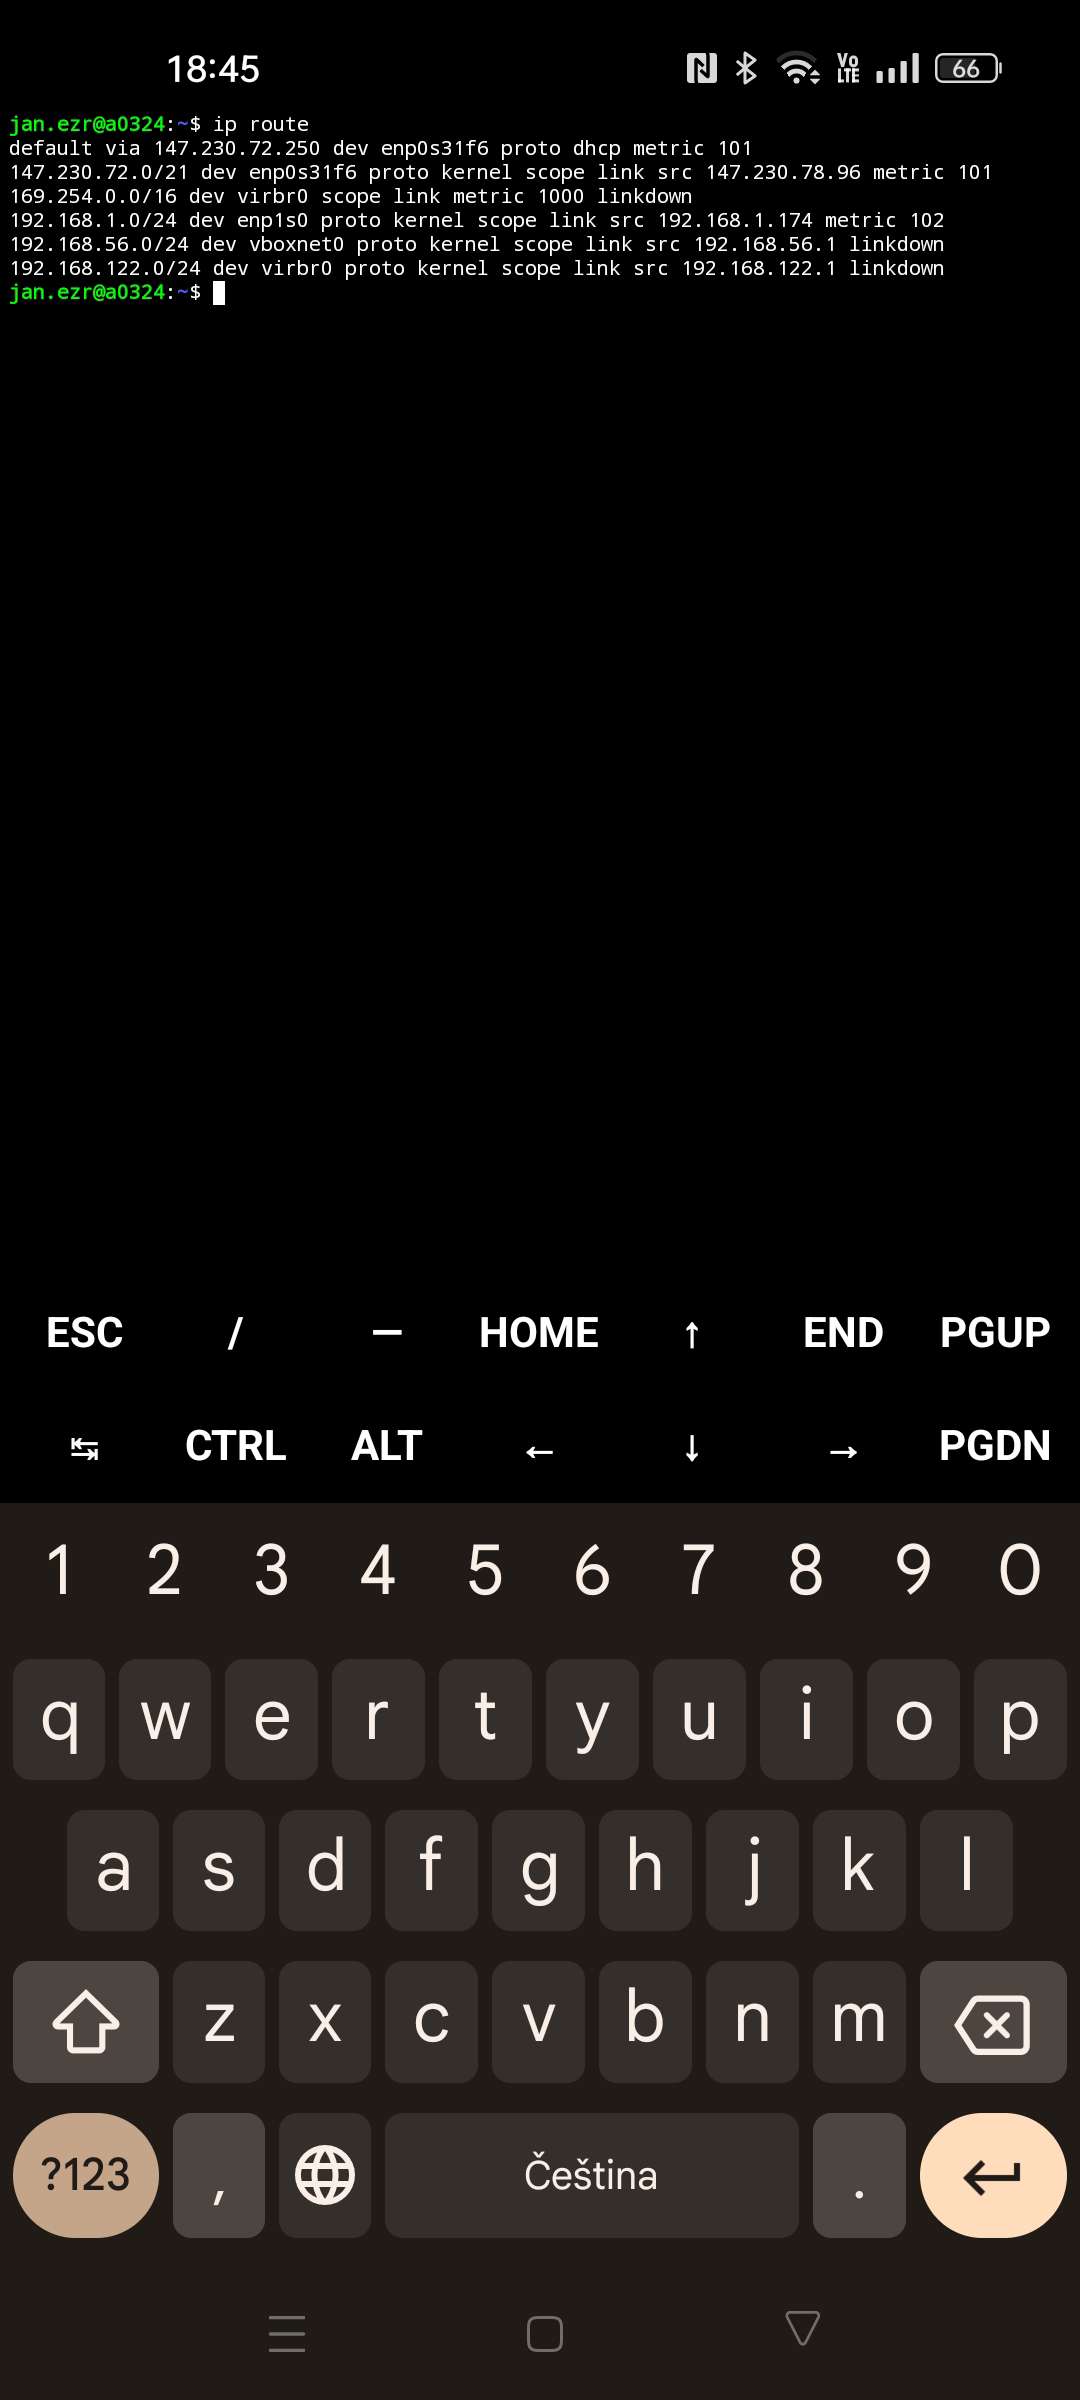 18:45
Vo
LTE
66
jan.ezr@a0324:~$ ip route
default via 147.230.72.250 dev enp0s31f6 proto dhcp metric 101
147.230.72.0/21 dev enp0s31f6 proto kernel scope link src 147.230.78.96 metric 101
169.254.0.0/16 dev virbr0 scope link metric 1000 linkdown
192.168.1.0/24 dev enp1s0 proto kernel scope link src 192.168.1.174 metric 102
192.168.56.0/24 dev vboxnet0 proto kernel scope link src 192.168.56.1 linkdown
192.168.122.0/24 dev virbr0 proto kernel scope link src 192.168.122.1 linkdown
jan.ezr@a0324:~$
ESC / — HOME ↑ END PGUP
↹ CTRL ALT ← ↓ → PGDN
1 2 3 4 5 6 7 8 9 0
q w e r t y u i o p
a s d f g h j k l
z x c v b n m
?123 , Čeština .